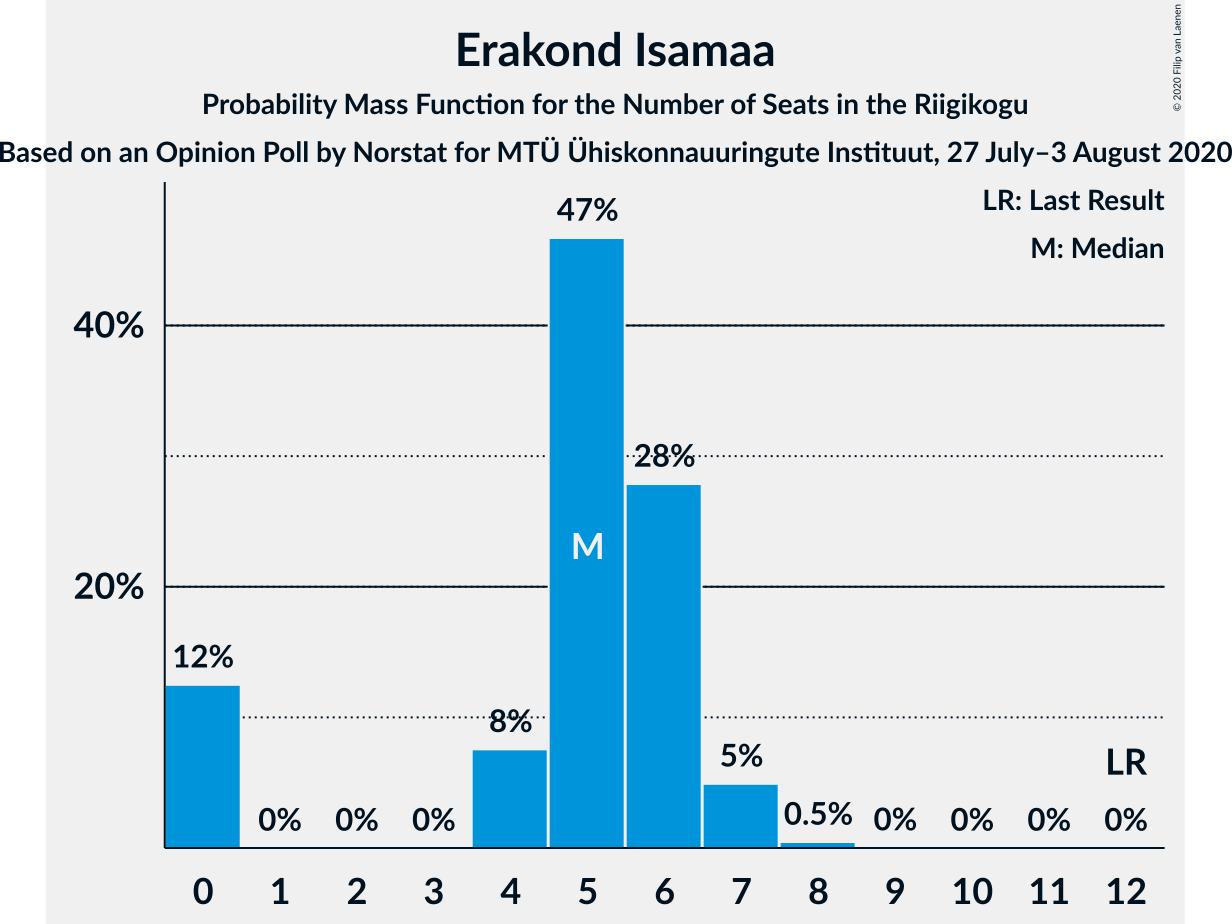 Erakond Isamaa
Probability Mass Function for the Number of Seats in the Riigikogu
Based on an Opinion Poll by Norstat for MTÜ Ühiskonnauuringute Instituut, 27 July–3 August 2020
© 2020 Filip van Laenen
LR: Last Result
M: Median
47%
40%
28%
M
20%
12%
8%
5%
LR
0% 0% 0% 0.5% 0% 0% 0% 0%
0 1 2 3 4 5 6 7 8 9 10 11 12